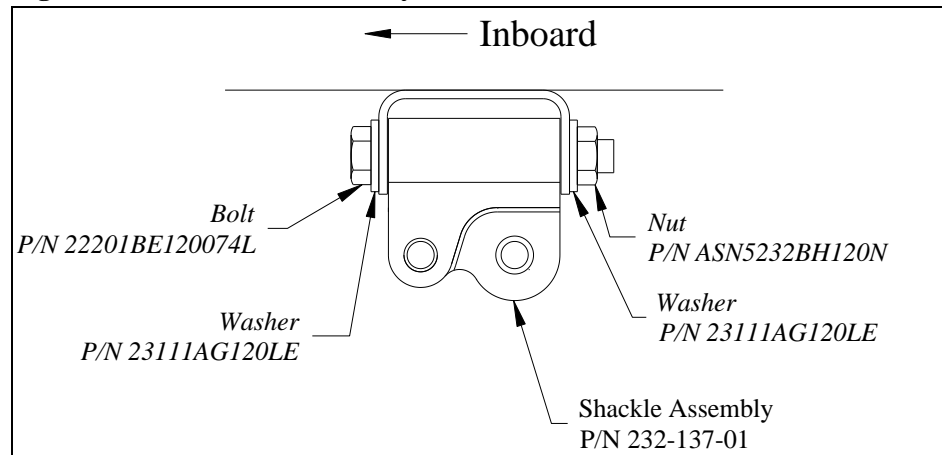 Inboard
Bolt
P/N 22201BE120074L
Washer
P/N 23111AG120LE
Nut
P/N ASN5232BH120N
Washer
P/N 23111AG120LE
Shackle Assembly
P/N 232-137-01